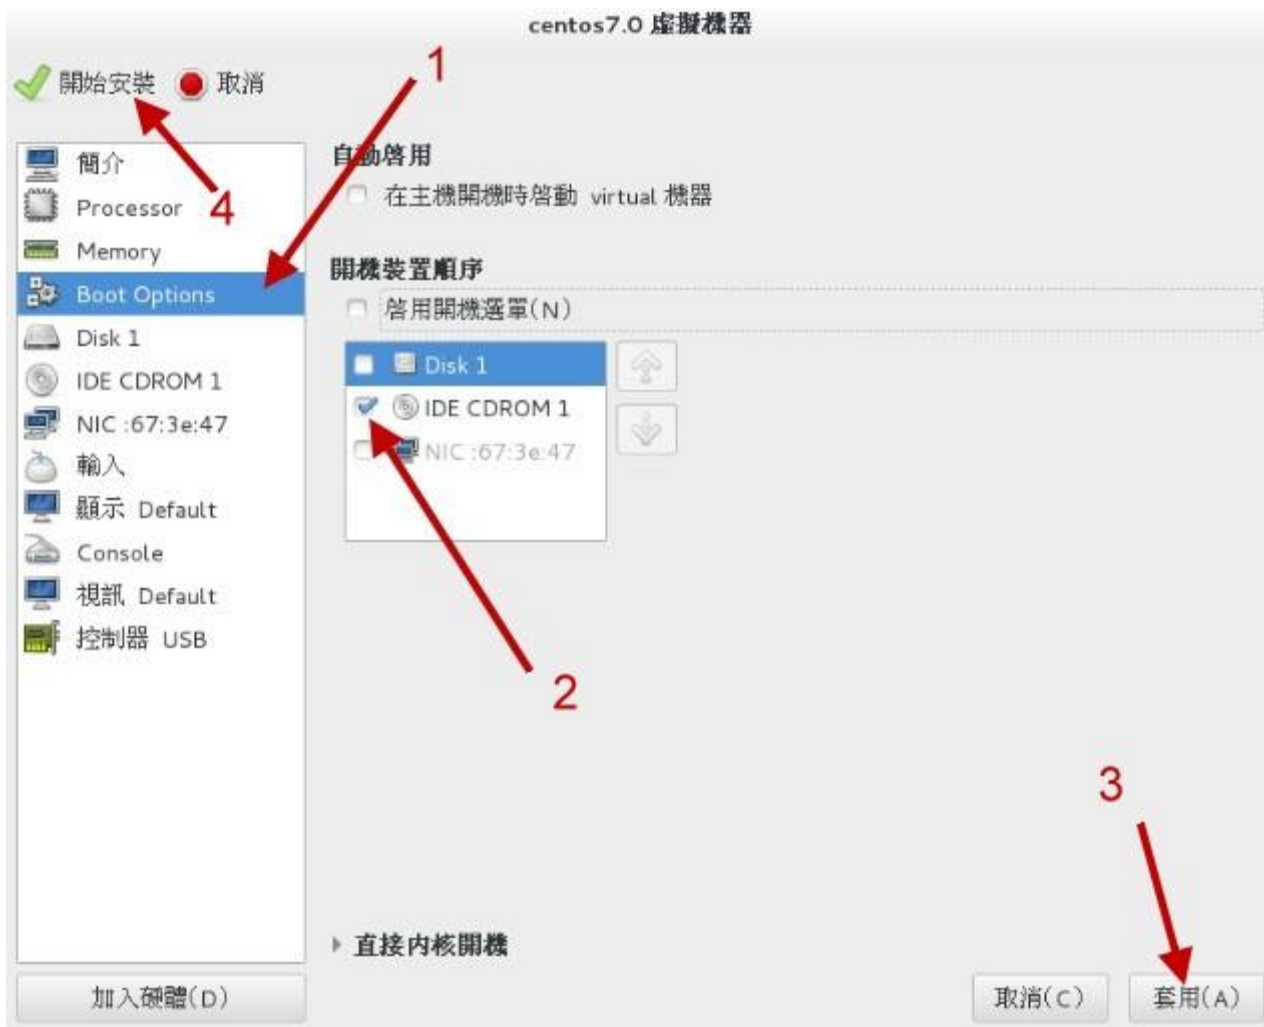 centos7.0 虛擬機器
開始安裝 取消
1
4
簡介
Processor
Memory
Boot Options
Disk 1
IDE CDROM 1
NIC :67:3e:47
輸入
顯示 Default
Console
視訊 Default
控制器 USB
加入硬體(D)
自動啓用
在主機開機時啓動 virtual 機器
開機裝置順序
啓用開機選單(N)
Disk 1
IDE CDROM 1
NIC :67:3e:47
2
3
直接內核開機
取消(C) 套用(A)